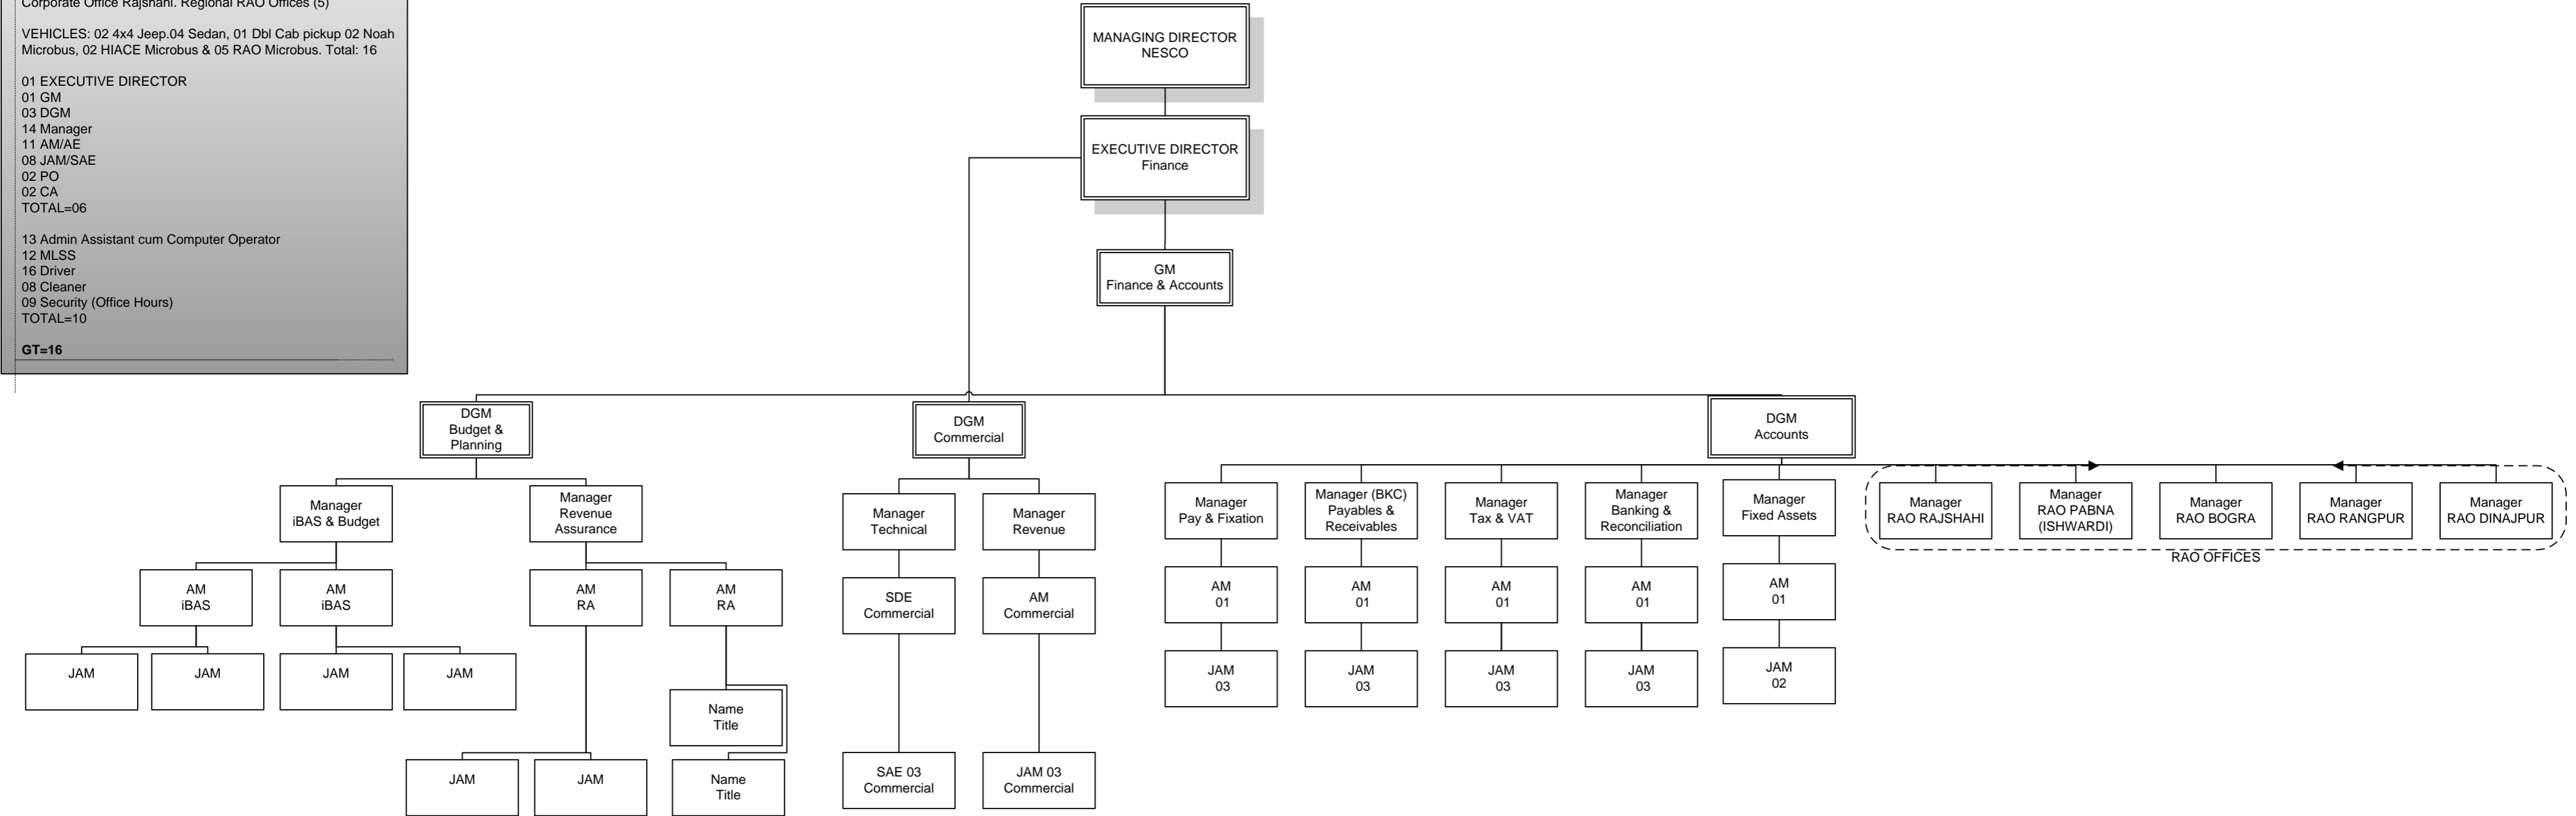 Corporate Office Rajshahi. Regional RAO Offices (5)
VEHICLES: 02 4x4 Jeep.04 Sedan, 01 Dbl Cab pickup 02 Noah
Microbus, 02 HIACE Microbus & 05 RAO Microbus. Total: 16
01 EXECUTIVE DIRECTOR
01 GM
03 DGM
14 Manager
11 AM/AE
08 JAM/SAE
02 PO
02 CA
TOTAL=06
13 Admin Assistant cum Computer Operator
12 MLSS
16 Driver
08 Cleaner
09 Security (Office Hours)
TOTAL=10
GT=16
MANAGING DIRECTOR
NESCO
EXECUTIVE DIRECTOR
Finance
GM
Finance & Accounts
DGM
Budget &
Planning
DGM
Commercial
DGM
Accounts
Manager
iBAS & Budget
Manager
Revenue
Assurance
Manager
Technical
Manager
Revenue
Manager
Pay & Fixation
Manager (BKC)
Payables &
Receivables
Manager
Tax & VAT
Manager
Banking &
Reconciliation
Manager
Fixed Assets
Manager
RAO RAJSHAHI
Manager
RAO PABNA
(ISHWARDI)
Manager
RAO BOGRA
Manager
RAO RANGPUR
Manager
RAO DINAJPUR
RAO OFFICES
AM
iBAS
AM
iBAS
AM
RA
AM
RA
SDE
Commercial
AM
Commercial
AM
01
AM
01
AM
01
AM
01
AM
01
JAM
JAM
JAM
JAM
JAM
03
JAM
03
JAM
03
JAM
03
JAM
02
Name
Title
JAM
JAM
Name
Title
SAE 03
Commercial
JAM 03
Commercial